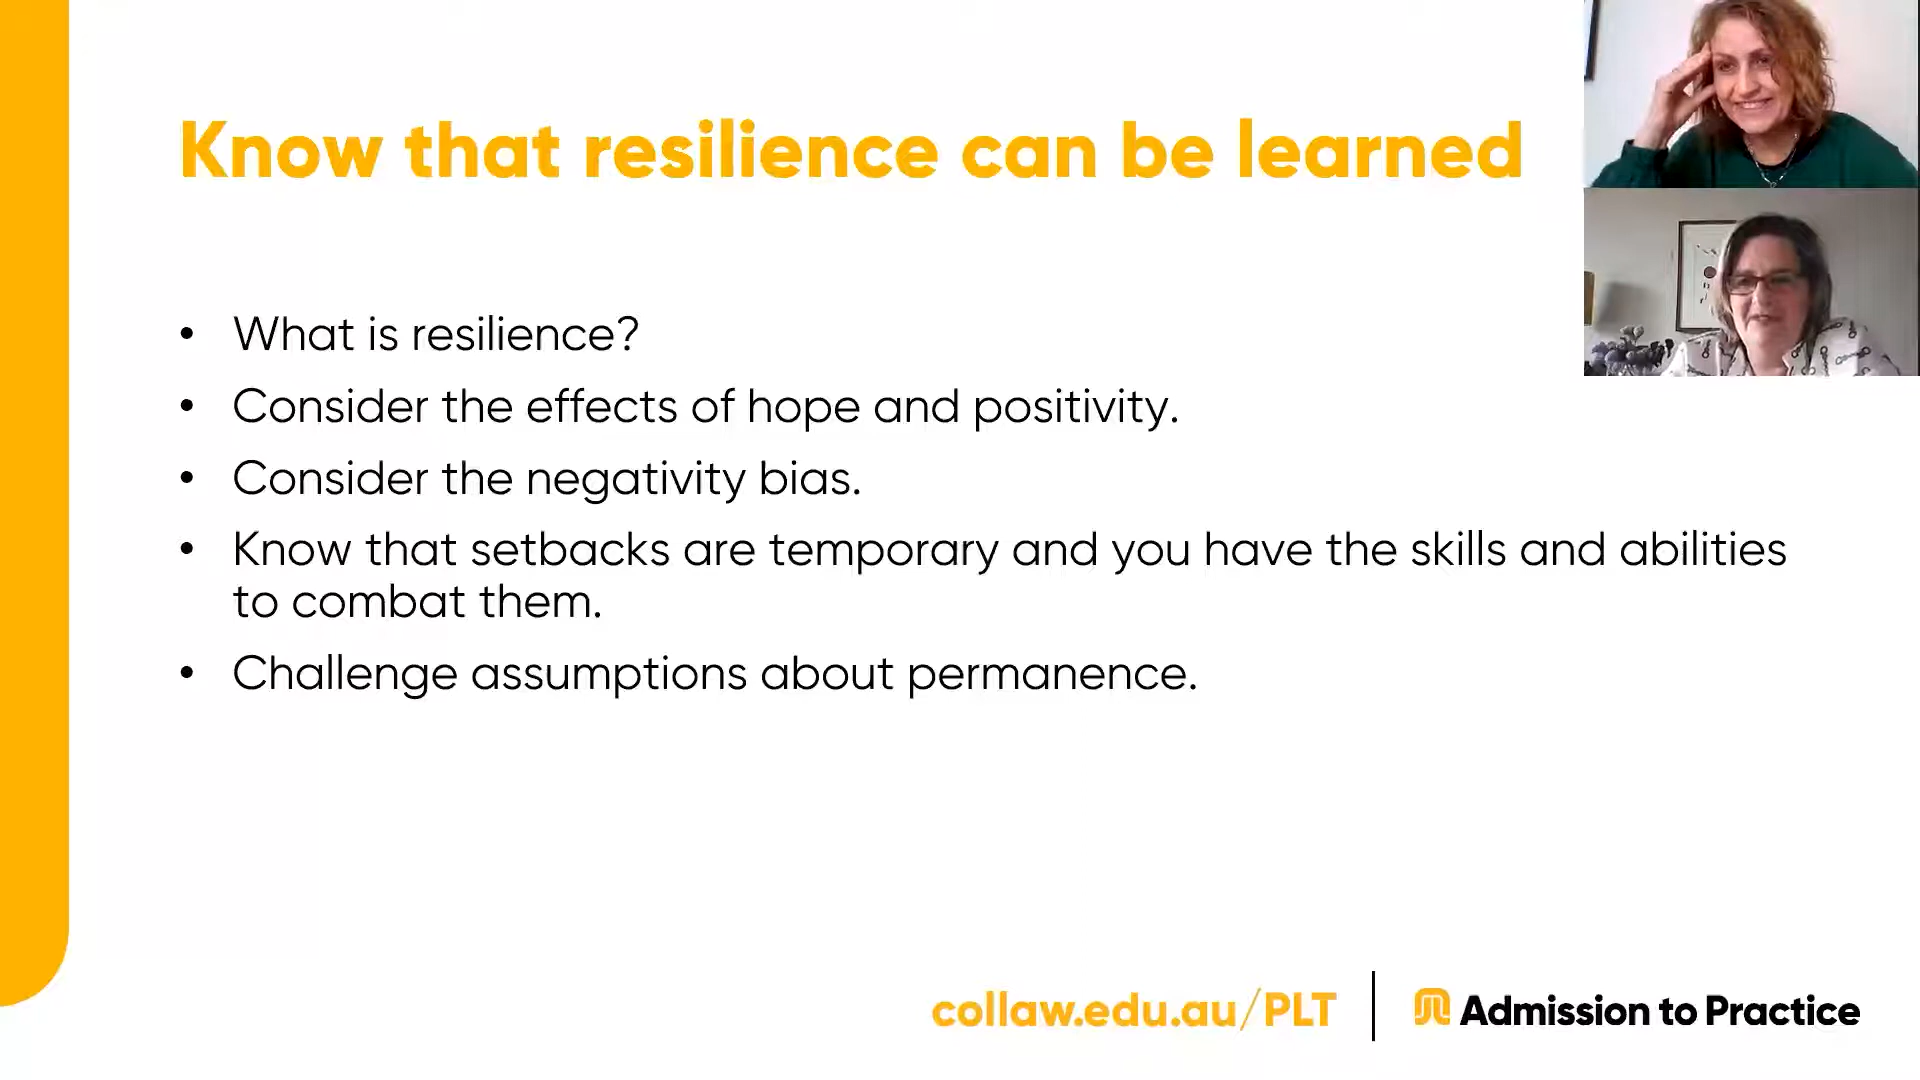 Know that resilience can be learned
• What is resilience?
• Consider the effects of hope and positivity.
• Consider the negativity bias.
• Know that setbacks are temporary and you have the skills and abilities
to combat them.
• Challenge assumptions about permanence.
collaw.edu.au/PLT
Admission to Practice